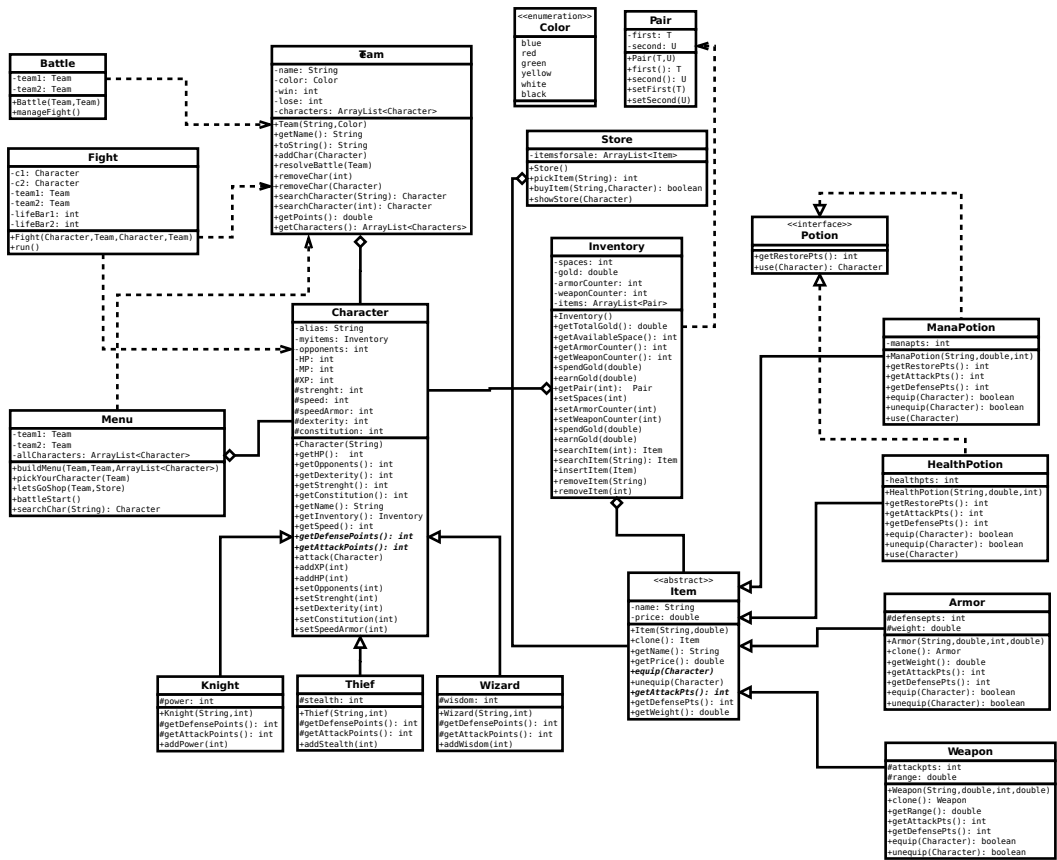 Battle
-team1: Team
-team2: Team
+Battle(Team,Team)
+manageFight()
Fight
-c1: Character
-c2: Character
-team1: Team
-team2: Team
-lifeBar1: int
-lifeBar2: int
+Fight(Character,Team,Character,Team)
+run()
Team
-name: String
-color: Color
-win: int
-lose: int
-characters: ArrayList<Character>
+Team(String,Color)
+getName(): String
+toString(): String
+addChar(Character)
+resolveBattle(Team)
+removeChar(int)
+removeChar(Character)
+searchCharacter(String): Character
+searchCharacter(int): Character
+getPoints(): double
+getCharacters(): ArrayList<Characters>
<<enumeration>>
Color
blue
red
green
yellow
white
black
Pair
-first: T
-second: U
+Pair(T,U)
+first(): T
+second(): U
+setFirst(T)
+setSecond(U)
Store
-itemsforsale: ArrayList<Item>
+Store()
+pickItem(String): int
+buyItem(String,Character): boolean
+showStore(Character)
<<interface>>
Potion
+getRestorePts(): int
+use(Character): Character
Inventory
-spaces: int
-gold: double
-armorCounter: int
-weaponCounter: int
-items: ArrayList<Pair>
+Inventory()
+getTotalGold(): double
+getAvailableSpace(): int
+getArmorCounter(): int
+getWeaponCounter(): int
+spendGold(double)
+earnGold(double)
+getPair(int):  Pair
+setSpaces(int)
+setArmorCounter(int)
+setWeaponCounter(int)
+spendGold(double)
+earnGold(double)
+searchItem(int): Item
+searchItem(String): Item
+insertItem(Item)
+removeItem(String)
+removeItem(int)
Character
-alias: String
-myitems: Inventory
-opponents: int
-HP: int
-MP: int
#XP: int
#strenght: int
#speed: int
#speedArmor: int
#dexterity: int
#constitution: int
+Character(String)
+getHP():  int
+getOpponents(): int
+getDexterity(): int
+getStrenght(): int
+getConstitution(): int
+getName(): String
+getInventory(): Inventory
+getSpeed(): int
+getDefensePoints(): int
+getAttackPoints(): int
+attack(Character)
+addXP(int)
+addHP(int)
+setOpponents(int)
+setStrenght(int)
+setDexterity(int)
+setConstitution(int)
+setSpeedArmor(int)
Menu
-team1: Team
-team2: Team
-allCharacters: ArrayList<Character>
+buildMenu(Team,Team,ArrayList<Character>)
+pickYourCharacter(Team)
+letsGoShop(Team,Store)
+battleStart()
+searchChar(String): Character
ManaPotion
-manapts: int
+ManaPotion(String,double,int)
+getRestorePts(): int
+getAttackPts(): int
+getDefensePts(): int
+equip(Character): boolean
+unequip(Character): boolean
+use(Character)
HealthPotion
-healthpts: int
+HealthPotion(String,double,int)
+getRestorePts(): int
+getAttackPts(): int
+getDefensePts(): int
+equip(Character): boolean
+unequip(Character): boolean
+use(Character)
<<abstract>>
Item
-name: String
-price: double
+Item(String,double)
+clone(): Item
+getName(): String
+getPrice(): double
+equip(Character)
+unequip(Character)
+getAttackPts(): int
+getDefensePts(): int
+getWeight(): double
Armor
#defensepts: int
#weight: double
+Armor(String,double,int,double)
+clone(): Armor
+getWeight(): double
+getAttackPts(): int
+getDefensePts(): int
+equip(Character): boolean
+unequip(Character): boolean
Knight
#power: int
+Knight(String,int)
#getDefensePoints(): int
#getAttackPoints(): int
+addPower(int)
Thief
#stealth: int
+Thief(String,int)
#getDefensePoints(): int
#getAttackPoints(): int
+addStealth(int)
Wizard
#wisdom: int
+Wizard(String,int)
#getDefensePoints(): int
#getAttackPoints(): int
+addWisdom(int)
Weapon
#attackpts: int
#range: double
+Weapon(String,double,int,double)
+clone(): Weapon
+getRange(): double
+getAttackPts(): int
+getDefensePts(): int
+equip(Character): boolean
+unequip(Character): boolean